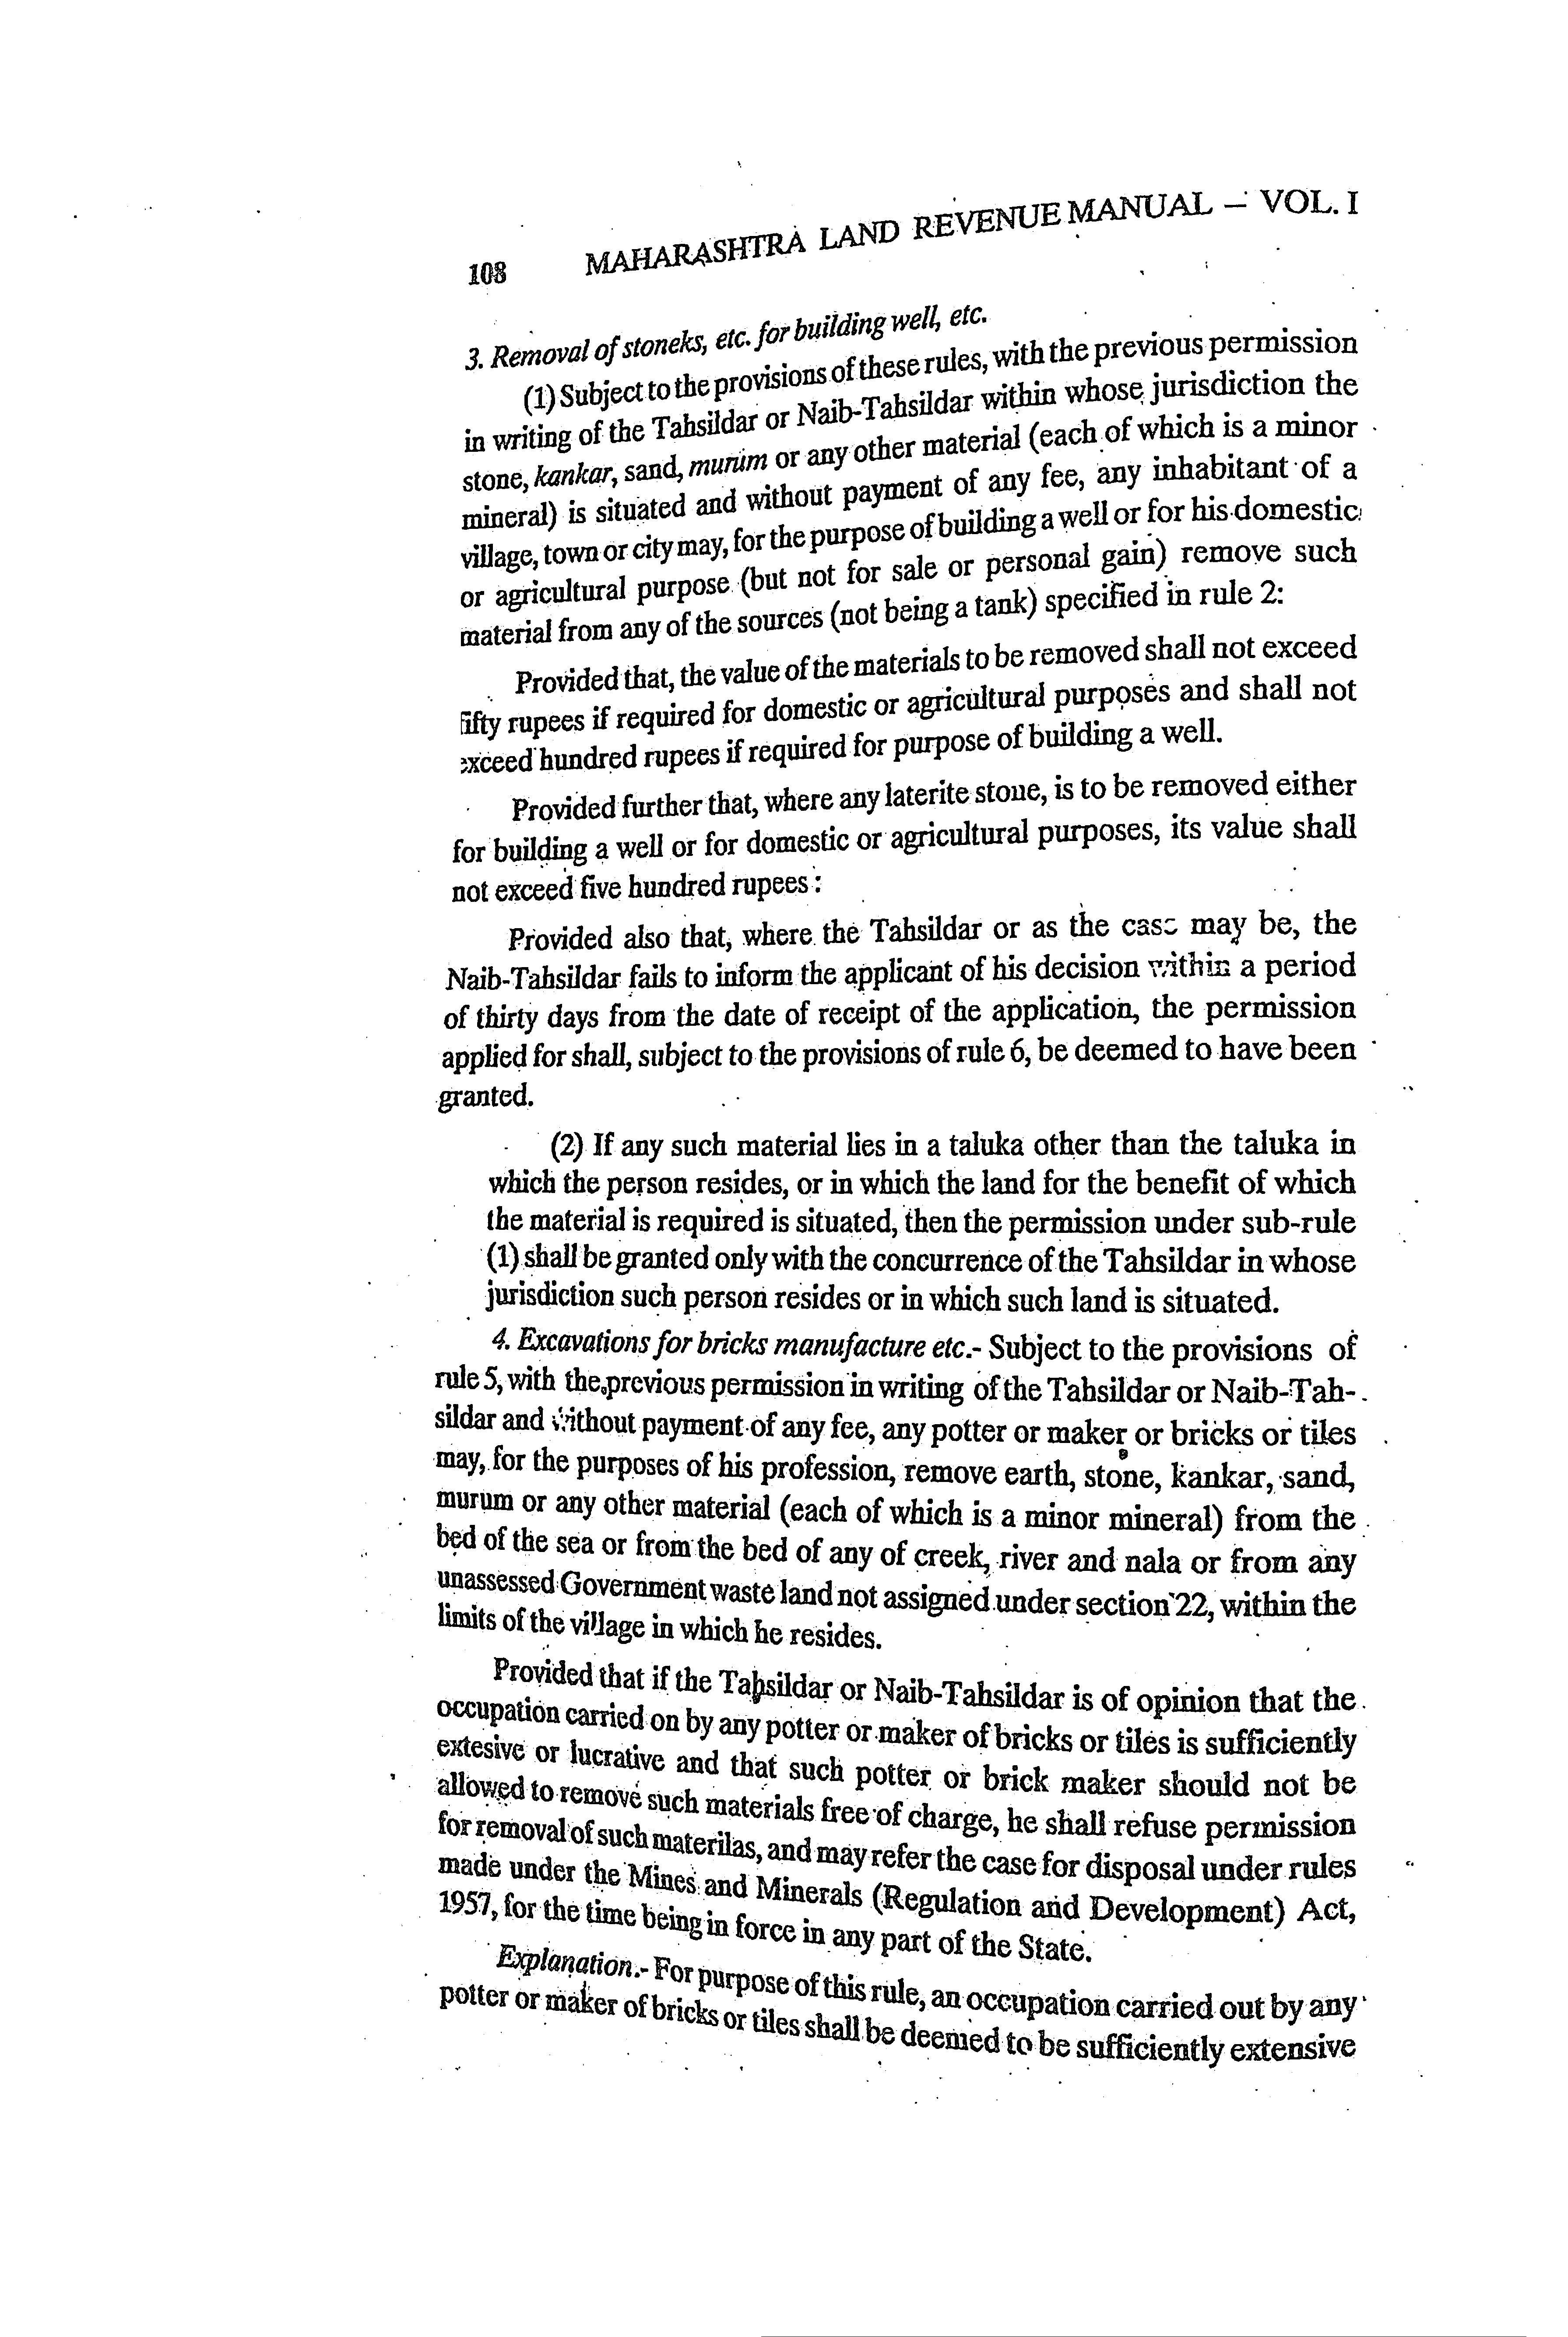 108 MAHARASHTRA LAND REVENUE MANUAL – VOL. I
3. Removal of stoneks, etc. for building well, etc.
(1) Subject to the provisions of these rules, with the previous permission
in writing of the Tahsildar or Naib-Tahsildar within whose jurisdiction the
stone, kankar, sand, murum or any other material (each of which is a minor
mineral) is situated and without payment of any fee, any inhabitant of a
village, town or city may, for the purpose of building a well or for his domestic
or agricultural purpose (but not for sale or personal gain) remove such
material from any of the sources (not being a tank) specified in rule 2:
Provided that, the value of the materials to be removed shall not exceed
fifty rupees if required for domestic or agricultural purposes and shall not
exceed hundred rupees if required for purpose of building a well.
Provided further that, where any laterite stone, is to be removed either
for building a well or for domestic or agricultural purposes, its value shall
not exceed five hundred rupees :
Provided also that, where the Tahsildar or as the case may be, the
Naib-Tahsildar fails to inform the applicant of his decision within a period
of thirty days from the date of receipt of the application, the permission
applied for shall, subject to the provisions of rule 6, be deemed to have been
granted.
(2) If any such material lies in a taluka other than the taluka in
which the person resides, or in which the land for the benefit of which
the material is required is situated, then the permission under sub-rule
(1) shall be granted only with the concurrence of the Tahsildar in whose
jurisdiction such person resides or in which such land is situated.
4. Excavations for bricks manufacture etc.- Subject to the provisions of
rule 5, with the previous permission in writing of the Tahsildar or Naib-Tah-
sildar and without payment of any fee, any potter or maker or bricks or tiles
may, for the purposes of his profession, remove earth, stone, kankar, sand,
murum or any other material (each of which is a minor mineral) from the
bed of the sea or from the bed of any of creek, river and nala or from any
unassessed Government waste land not assigned under section 22, within the
limits of the village in which he resides.
Provided that if the Tahsildar or Naib-Tahsildar is of opinion that the
occupation carried on by any potter or maker of bricks or tiles is sufficiently
extesive or lucrative and that such potter or brick maker should not be
allowed to remove such materials free of charge, he shall refuse permission
for removal of such materilas, and may refer the case for disposal under rules
made under the Mines and Minerals (Regulation and Development) Act,
1957, for the time being in force in any part of the State.
Explanation.- For purpose of this rule, an occupation carried out by any
potter or maker of bricks or tiles shall be deemed to be sufficiently extensive